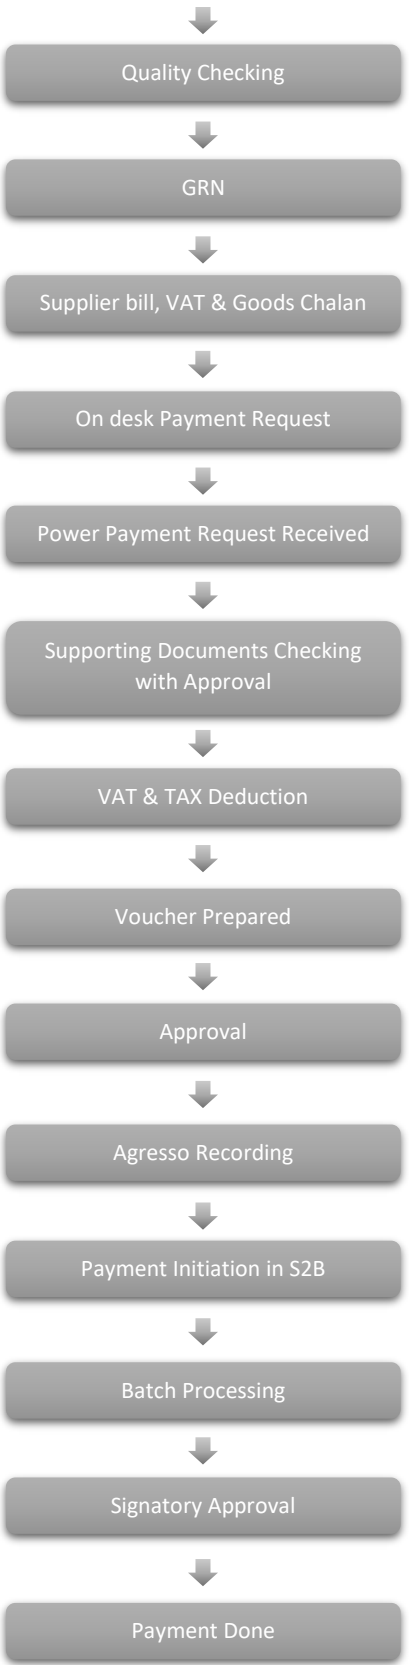 Quality Checking
GRN
Supplier bill, VAT & Goods Chalan
On desk Payment Request
Power Payment Request Received
Supporting Documents Checking
with Approval
VAT & TAX Deduction
Voucher Prepared
Approval
Agresso Recording
Payment Initiation in S2B
Batch Processing
Signatory Approval
Payment Done